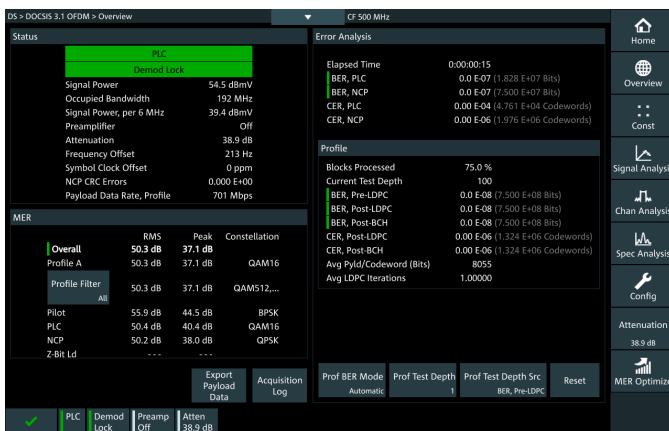 DS > DOCSIS 3.1 OFDM > Overview
CF 500 MHz
Status
PLC
Demod Lock
Signal Power 54.5 dBmV
Occupied Bandwidth 192 MHz
Signal Power, per 6 MHz 39.4 dBmV
Preamplifier Off
Attenuation 38.9 dB
Frequency Offset 213 Hz
Symbol Clock Offset 0 ppm
NCP CRC Errors 0.000 E+00
Payload Data Rate, Profile 701 Mbps
MER
RMS Peak Constellation
Overall 50.3 dB 37.1 dB
Profile A 50.3 dB 37.1 dB QAM16
Profile Filter All 50.3 dB 37.1 dB QAM512,...
Pilot 55.9 dB 44.5 dB BPSK
PLC 50.4 dB 40.4 dB QAM16
NCP 50.2 dB 38.0 dB QPSK
Z-Bit Ld --- ---
Export Payload Data
Acquisition Log
Error Analysis
Elapsed Time 0:00:00:15
BER, PLC 0.0 E-07 (1.828 E+07 Bits)
BER, NCP 0.0 E-07 (7.500 E+07 Bits)
CER, PLC 0.00 E-04 (4.761 E+04 Codewords)
CER, NCP 0.00 E-06 (1.976 E+06 Codewords)
Profile
Blocks Processed 75.0 %
Current Test Depth 100
BER, Pre-LDPC 0.0 E-08 (7.500 E+08 Bits)
BER, Post-LDPC 0.0 E-08 (7.500 E+08 Bits)
BER, Post-BCH 0.0 E-08 (7.500 E+08 Bits)
CER, Post-LDPC 0.00 E-06 (1.324 E+06 Codewords)
CER, Post-BCH 0.00 E-06 (1.324 E+06 Codewords)
Avg Pyld/Codeword (Bits) 8055
Avg LDPC Iterations 1.00000
Prof BER Mode Automatic
Prof Test Depth 1
Prof Test Depth Src BER, Pre-LDPC
Reset
Home
Overview
Const
Signal Analysi
Chan Analysis
Spec Analysis
Config
Attenuation
38.9 dB
MER Optimize
PLC
Demod Lock
Preamp Off
Atten 38.9 dB